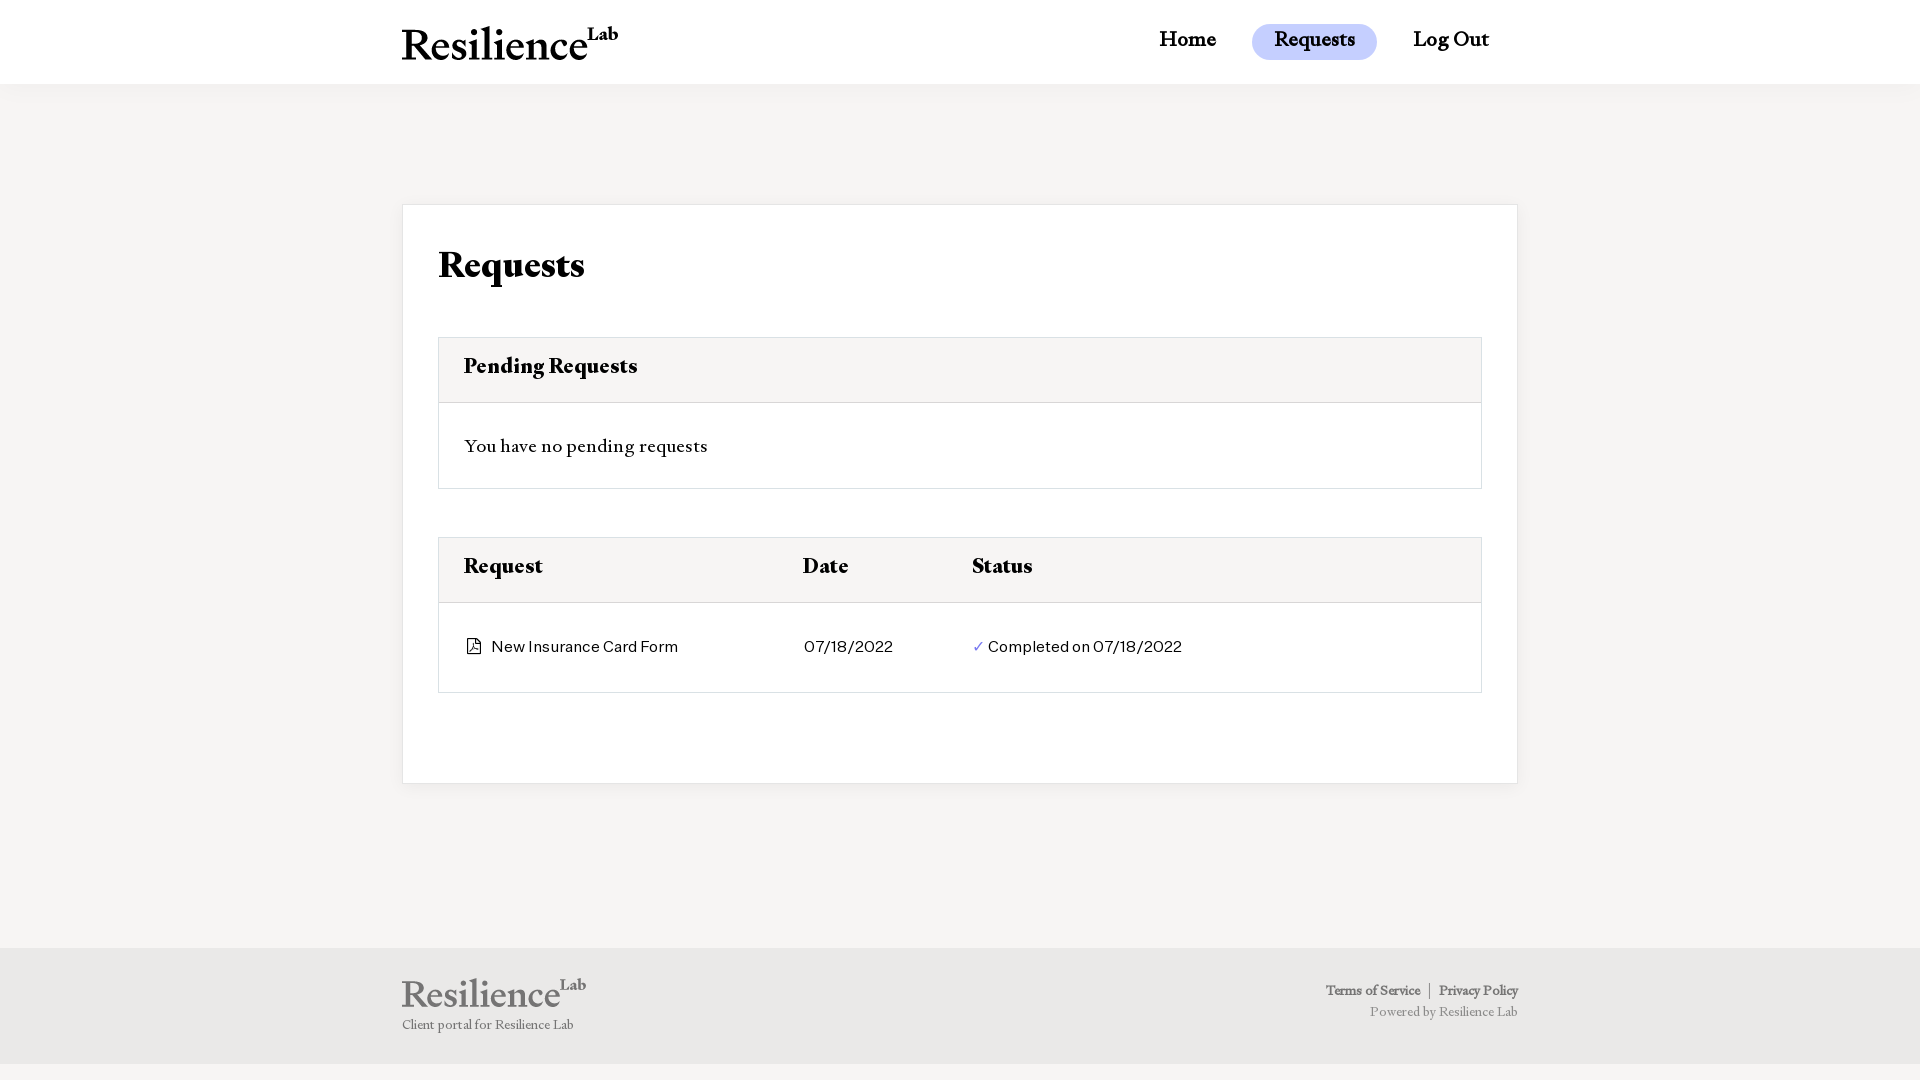 ResilienceLab
Home
Requests
Log Out
Requests
Pending Requests
You have no pending requests
Request
Date
Status
New Insurance Card Form
07/18/2022
✓ Completed on 07/18/2022
ResilienceLab
Client portal for Resilience Lab
Terms of Service | Privacy Policy
Powered by Resilience Lab